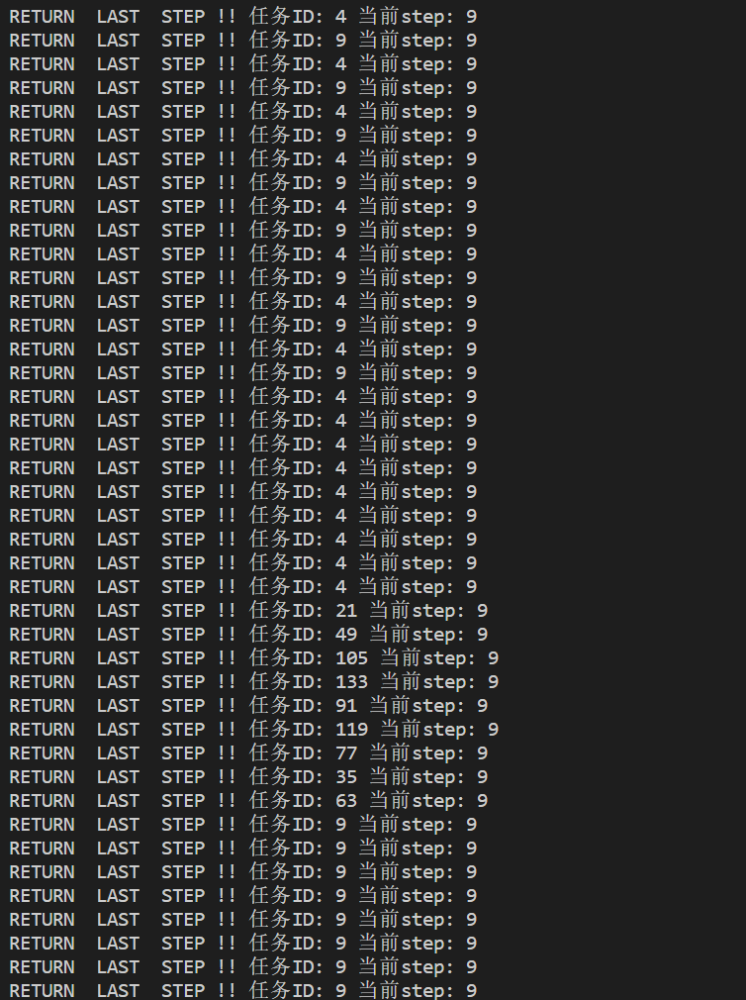 RETURN  LAST  STEP !! 任务ID: 4 当前step: 9
RETURN  LAST  STEP !! 任务ID: 9 当前step: 9
RETURN  LAST  STEP !! 任务ID: 4 当前step: 9
RETURN  LAST  STEP !! 任务ID: 9 当前step: 9
RETURN  LAST  STEP !! 任务ID: 4 当前step: 9
RETURN  LAST  STEP !! 任务ID: 9 当前step: 9
RETURN  LAST  STEP !! 任务ID: 4 当前step: 9
RETURN  LAST  STEP !! 任务ID: 9 当前step: 9
RETURN  LAST  STEP !! 任务ID: 4 当前step: 9
RETURN  LAST  STEP !! 任务ID: 9 当前step: 9
RETURN  LAST  STEP !! 任务ID: 4 当前step: 9
RETURN  LAST  STEP !! 任务ID: 9 当前step: 9
RETURN  LAST  STEP !! 任务ID: 4 当前step: 9
RETURN  LAST  STEP !! 任务ID: 9 当前step: 9
RETURN  LAST  STEP !! 任务ID: 4 当前step: 9
RETURN  LAST  STEP !! 任务ID: 9 当前step: 9
RETURN  LAST  STEP !! 任务ID: 4 当前step: 9
RETURN  LAST  STEP !! 任务ID: 4 当前step: 9
RETURN  LAST  STEP !! 任务ID: 4 当前step: 9
RETURN  LAST  STEP !! 任务ID: 4 当前step: 9
RETURN  LAST  STEP !! 任务ID: 4 当前step: 9
RETURN  LAST  STEP !! 任务ID: 4 当前step: 9
RETURN  LAST  STEP !! 任务ID: 4 当前step: 9
RETURN  LAST  STEP !! 任务ID: 4 当前step: 9
RETURN  LAST  STEP !! 任务ID: 4 当前step: 9
RETURN  LAST  STEP !! 任务ID: 21 当前step: 9
RETURN  LAST  STEP !! 任务ID: 49 当前step: 9
RETURN  LAST  STEP !! 任务ID: 105 当前step: 9
RETURN  LAST  STEP !! 任务ID: 133 当前step: 9
RETURN  LAST  STEP !! 任务ID: 91 当前step: 9
RETURN  LAST  STEP !! 任务ID: 119 当前step: 9
RETURN  LAST  STEP !! 任务ID: 77 当前step: 9
RETURN  LAST  STEP !! 任务ID: 35 当前step: 9
RETURN  LAST  STEP !! 任务ID: 63 当前step: 9
RETURN  LAST  STEP !! 任务ID: 9 当前step: 9
RETURN  LAST  STEP !! 任务ID: 9 当前step: 9
RETURN  LAST  STEP !! 任务ID: 9 当前step: 9
RETURN  LAST  STEP !! 任务ID: 9 当前step: 9
RETURN  LAST  STEP !! 任务ID: 9 当前step: 9
RETURN  LAST  STEP !! 任务ID: 9 当前step: 9
RETURN  LAST  STEP !! 任务ID: 9 当前step: 9
RETURN  LAST  STEP !! 任务ID: 9 当前step: 9